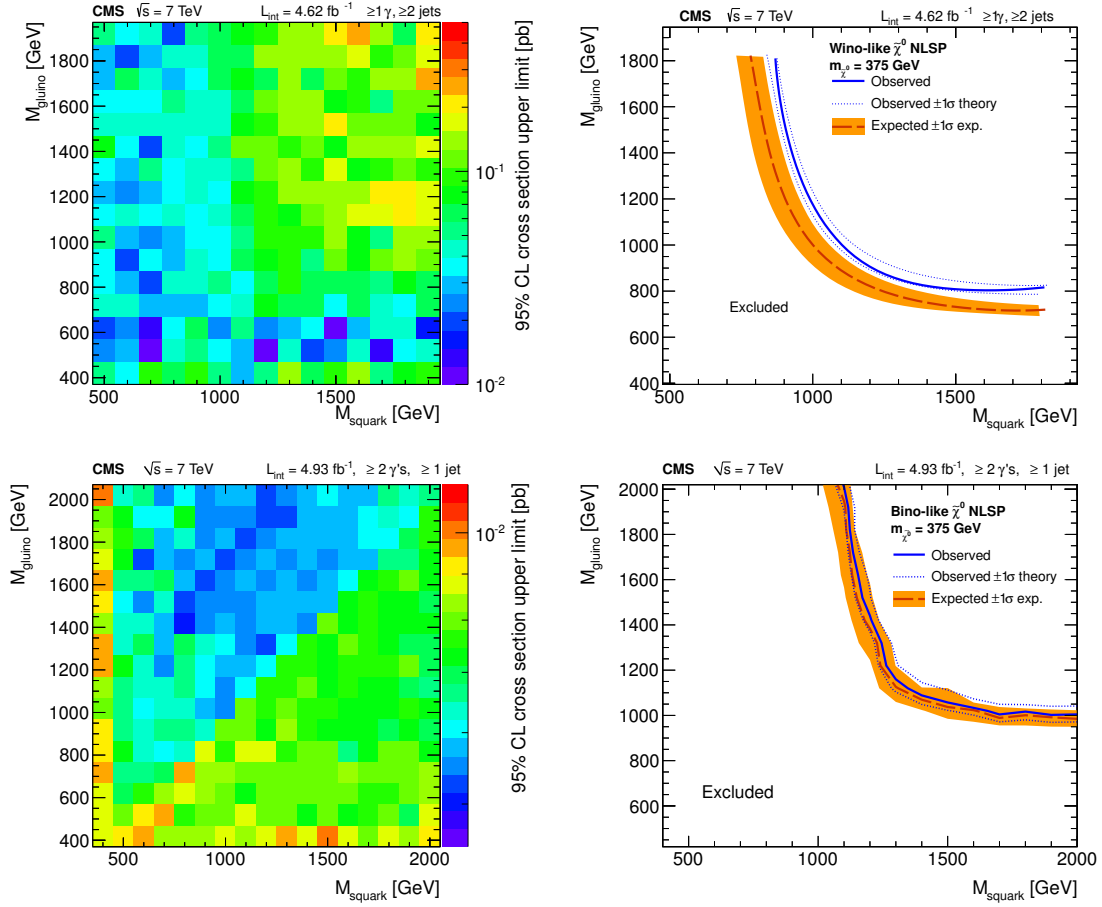 CMS √s = 7 TeV L_int = 4.62 fb⁻¹ ≥1γ, ≥2 jets
M_gluino [GeV]
1800
1600
1400
1200
1000
800
600
400
500 1000 1500
M_squark [GeV]
10⁻¹
10⁻²
95% CL cross section upper limit [pb]
CMS √s = 7 TeV L_int = 4.62 fb⁻¹ ≥1γ, ≥2 jets
M_gluino [GeV]
Wino-like χ̃⁰ NLSP
m_χ̃⁰ = 375 GeV
Observed
Observed ±1σ theory
Expected ±1σ exp.
1800
1600
1400
1200
1000
800
600
400
Excluded
500 1000 1500
M_squark [GeV]
CMS √s = 7 TeV L_int = 4.93 fb⁻¹, ≥ 2 γ's, ≥ 1 jet
M_gluino [GeV]
2000
1800
1600
1400
1200
1000
800
600
400
500 1000 1500 2000
M_squark [GeV]
10⁻²
95% CL cross section upper limit [pb]
CMS √s = 7 TeV L_int = 4.93 fb⁻¹, ≥ 2 γ's, ≥ 1 jet
M_gluino [GeV]
Bino-like χ̃⁰ NLSP
m_χ̃⁰ = 375 GeV
Observed
Observed ±1σ theory
Expected ±1σ exp.
2000
1800
1600
1400
1200
1000
800
600
Excluded
500 1000 1500 2000
M_squark [GeV]